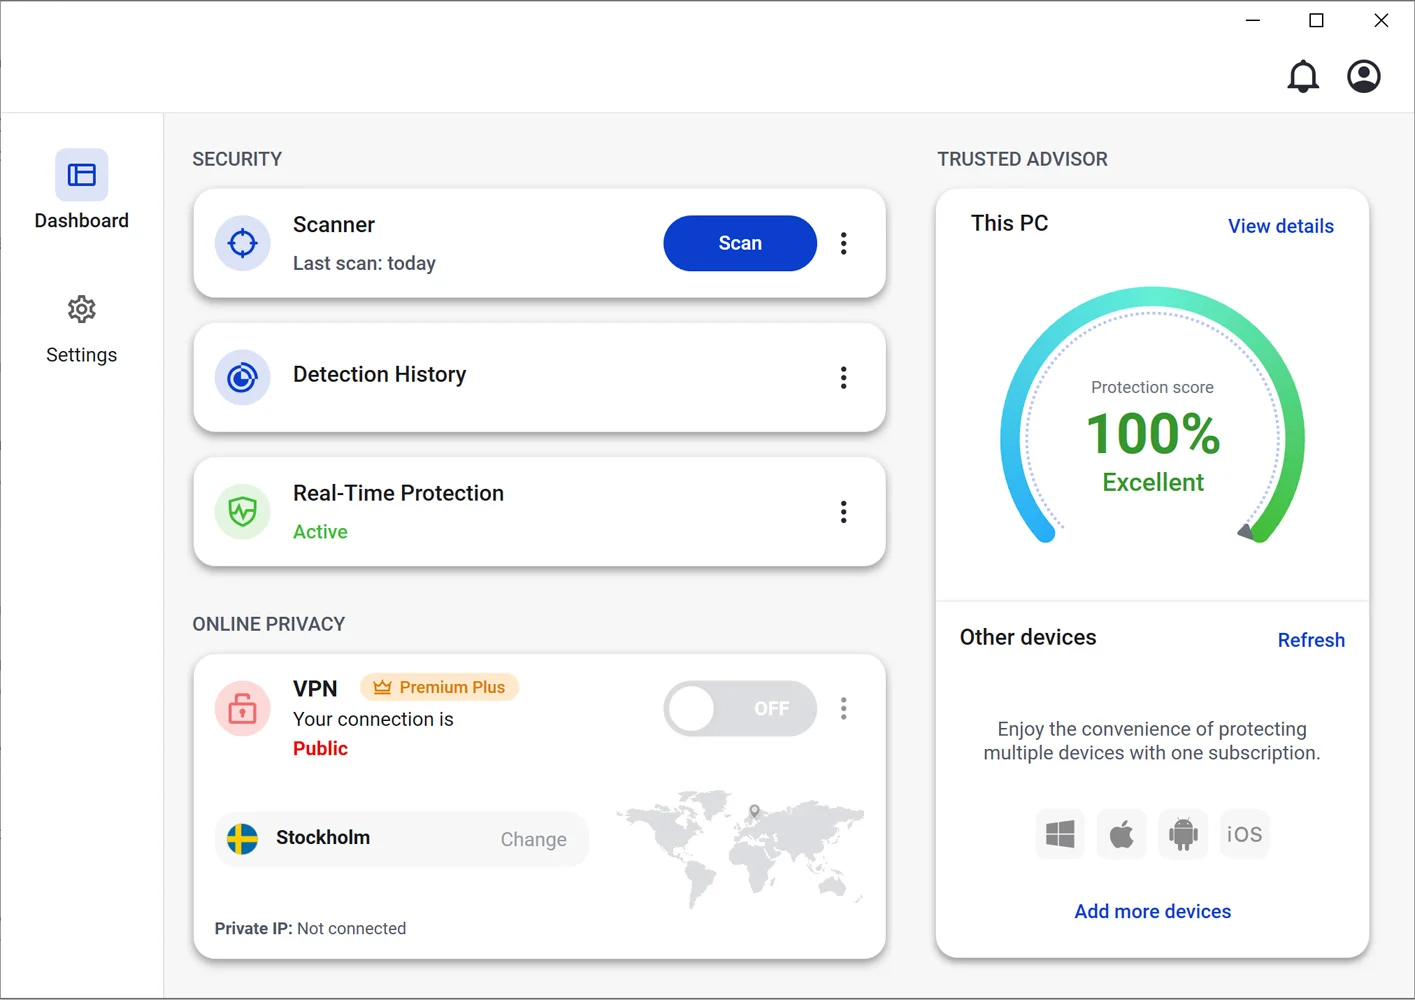 Dashboard
Settings
SECURITY
Scanner
Last scan: today
Scan
Detection History
Real-Time Protection
Active
ONLINE PRIVACY
VPN
Premium Plus
Your connection is
Public
OFF
Stockholm
Change
Private IP: Not connected
TRUSTED ADVISOR
This PC
View details
Protection score
100%
Excellent
Other devices
Refresh
Enjoy the convenience of protecting
multiple devices with one subscription.
iOS
Add more devices